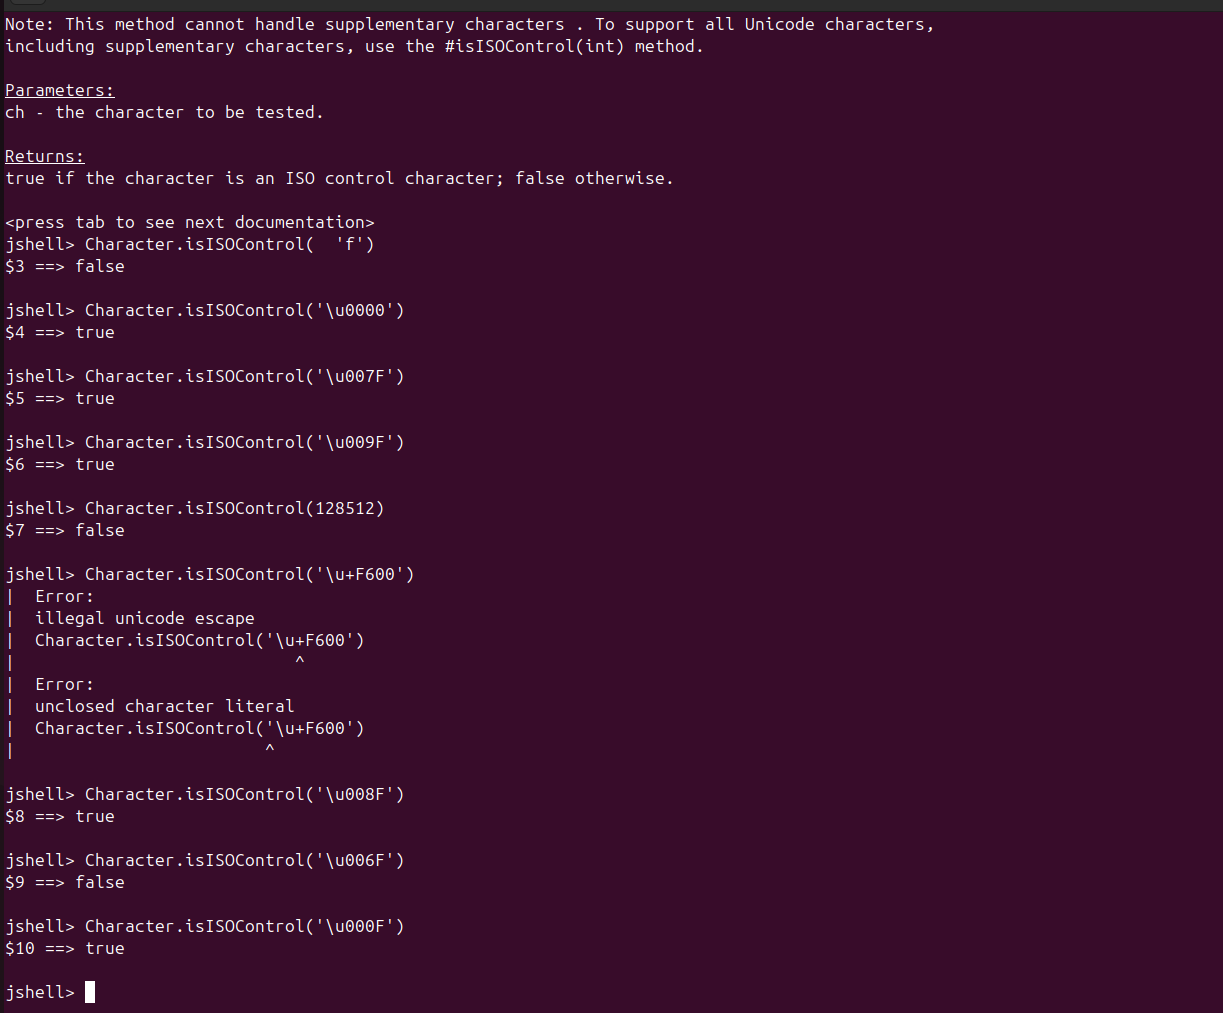 Note: This method cannot handle supplementary characters . To support all Unicode characters,
including supplementary characters, use the #isISOControl(int) method.
Parameters:
ch - the character to be tested.
Returns:
true if the character is an ISO control character; false otherwise.
<press tab to see next documentation>
jshell> Character.isISOControl(  'f')
$3 ==> false
jshell> Character.isISOControl('\u0000')
$4 ==> true
jshell> Character.isISOControl('\u007F')
$5 ==> true
jshell> Character.isISOControl('\u009F')
$6 ==> true
jshell> Character.isISOControl(128512)
$7 ==> false
jshell> Character.isISOControl('\u+F600')
|  Error:
|  illegal unicode escape
|  Character.isISOControl('\u+F600')
|                            ^
|  Error:
|  unclosed character literal
|  Character.isISOControl('\u+F600')
|                         ^
jshell> Character.isISOControl('\u008F')
$8 ==> true
jshell> Character.isISOControl('\u006F')
$9 ==> false
jshell> Character.isISOControl('\u000F')
$10 ==> true
jshell>